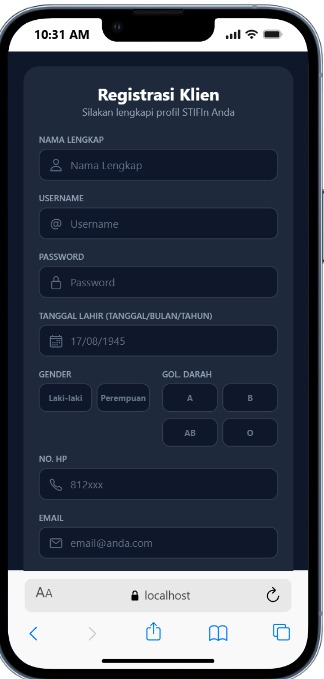 10:31 AM
Registrasi Klien
Silakan lengkapi profil STIFIn Anda
NAMA LENGKAP
Nama Lengkap
USERNAME
@ Username
PASSWORD
Password
TANGGAL LAHIR (TANGGAL/BULAN/TAHUN)
17/08/1945
GENDER
Laki-laki
Perempuan
GOL. DARAH
A
B
AB
O
NO. HP
812xxx
EMAIL
email@anda.com
AA
localhost